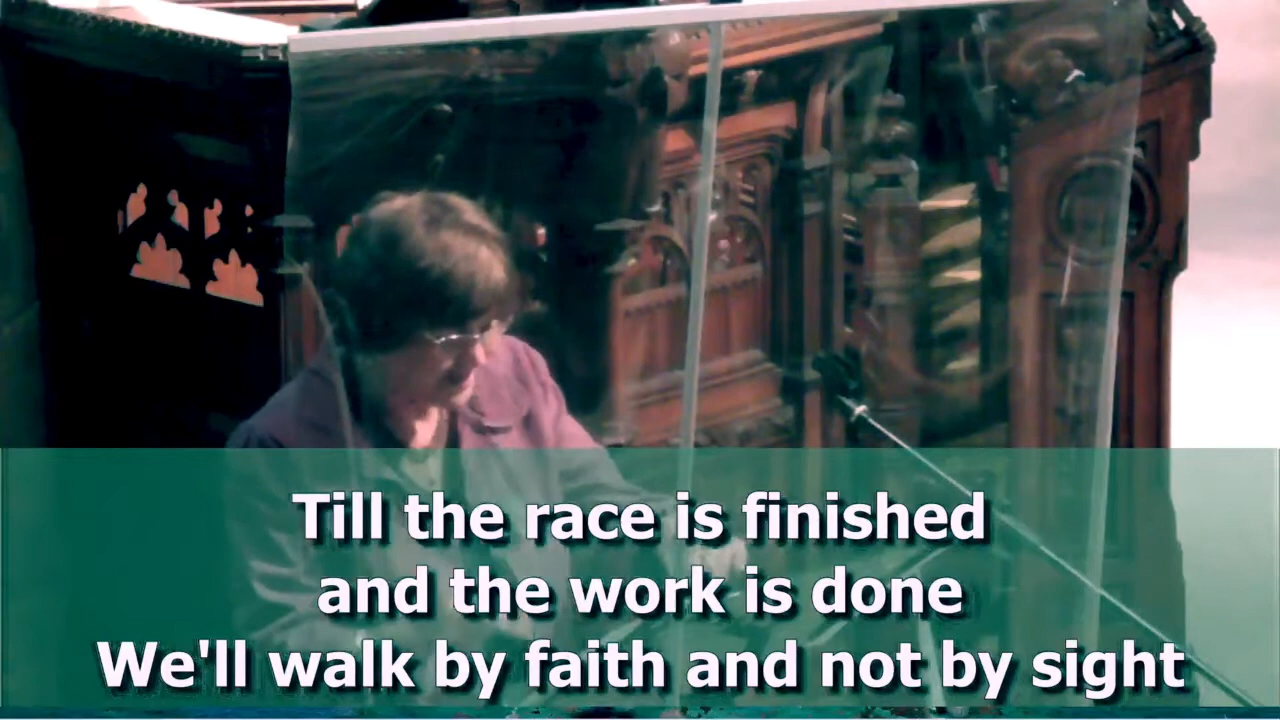 Till the race is finished
and the work is done
We'll walk by faith and not by sight